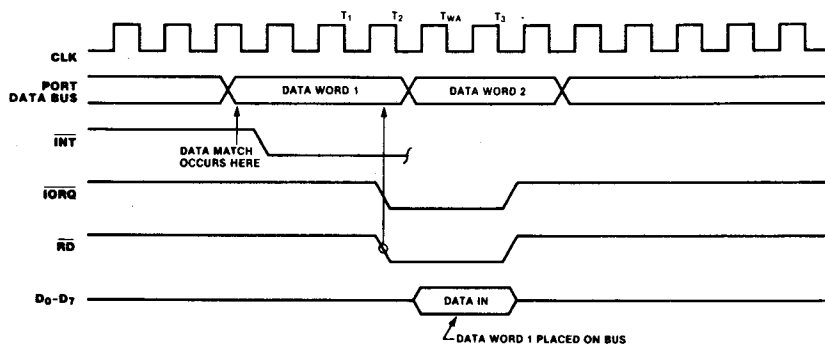 T1 T2 TWA T3
CLK
PORT
DATA BUS
DATA WORD 1 DATA WORD 2
INT
DATA MATCH
OCCURS HERE
IORQ
RD
D0-D7
DATA IN
DATA WORD 1 PLACED ON BUS